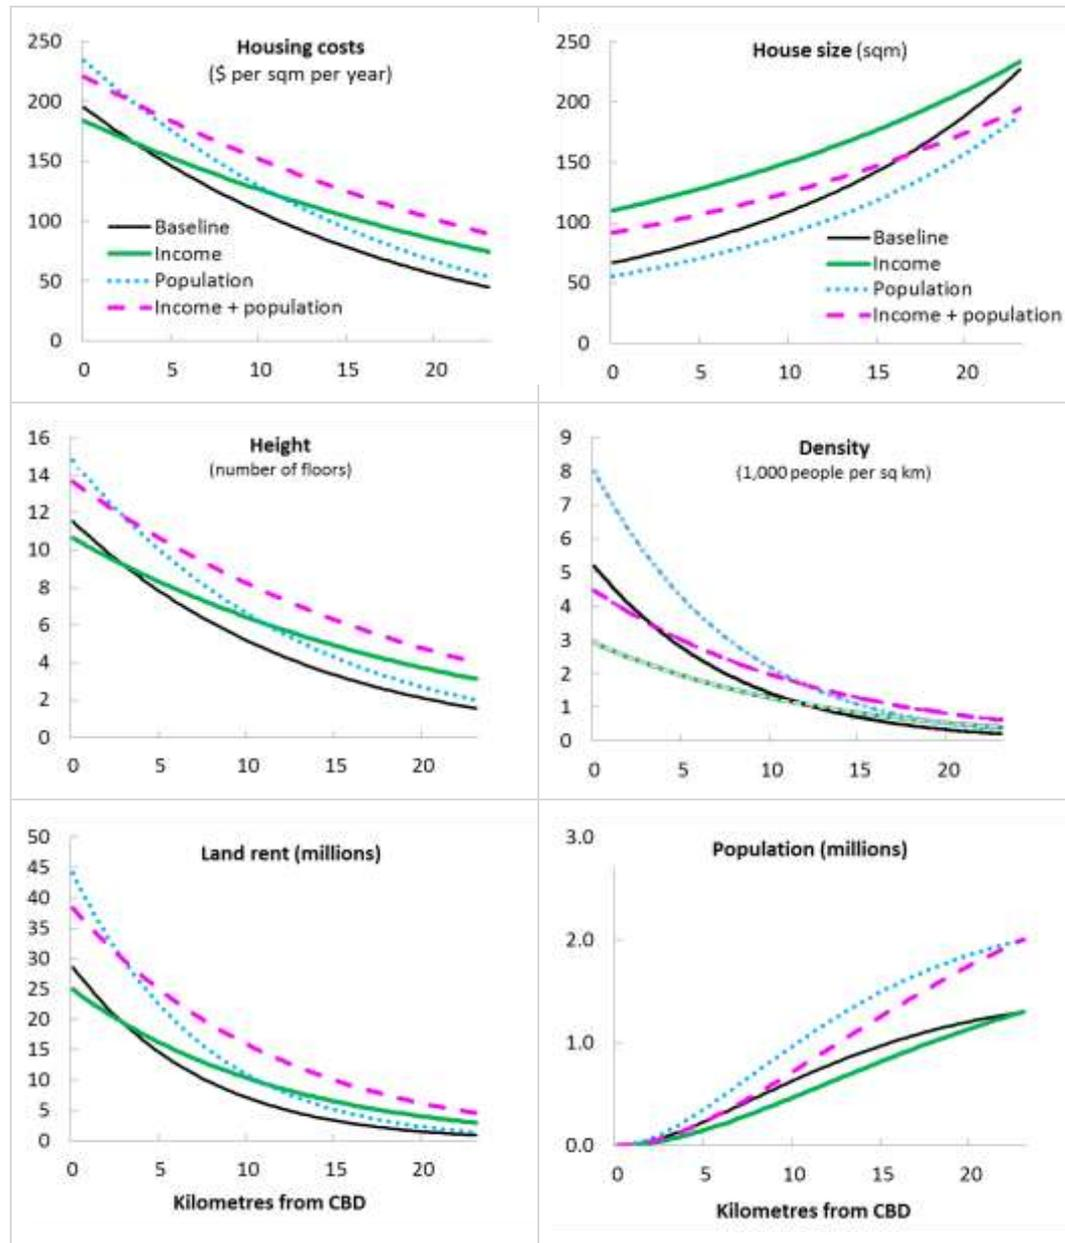 Housing costs
($ per sqm per year)
250
200
150
100
50
0
Baseline
Income
Population
Income + population
0 5 10 15 20
House size (sqm)
250
200
150
100
50
0
Baseline
Income
Population
Income + population
0 5 10 15 20
Height
(number of floors)
16
14
12
10
8
6
4
2
0
0 5 10 15 20
Density
(1,000 people per sq km)
9
8
7
6
5
4
3
2
1
0
0 5 10 15 20
Land rent (millions)
50
45
40
35
30
25
20
15
10
5
0
0 5 10 15 20
Kilometres from CBD
Population (millions)
3.0
2.0
1.0
0.0
0 5 10 15 20
Kilometres from CBD